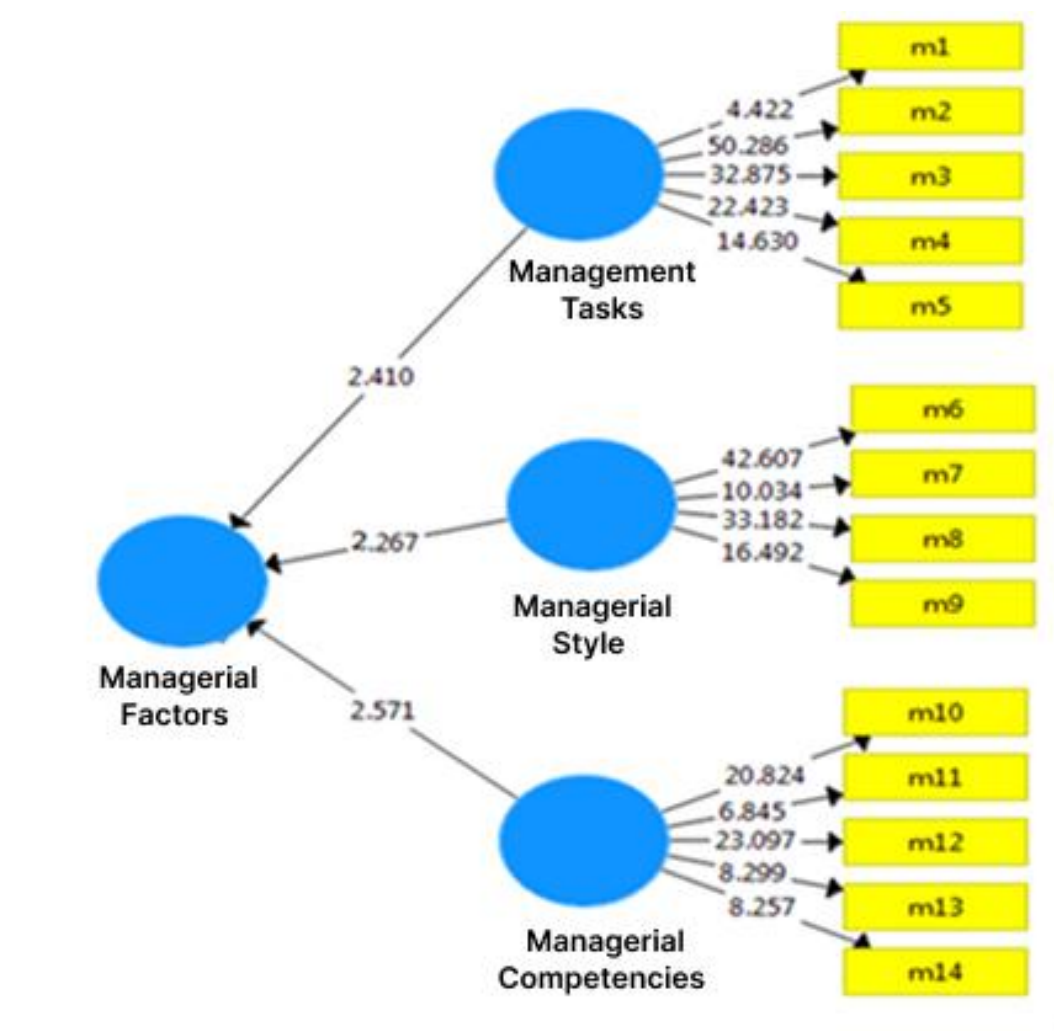 m1
4.422
m2
50.286
32.875
m3
22.423
m4
14.630
m5
Management
Tasks
2.410
m6
42.607
m7
10.034
33.182
m8
16.492
m9
2.267
Managerial
Style
Managerial
Factors
2.571
m10
20.824
m11
6.845
23.097
m12
8.299
m13
8.257
m14
Managerial
Competencies